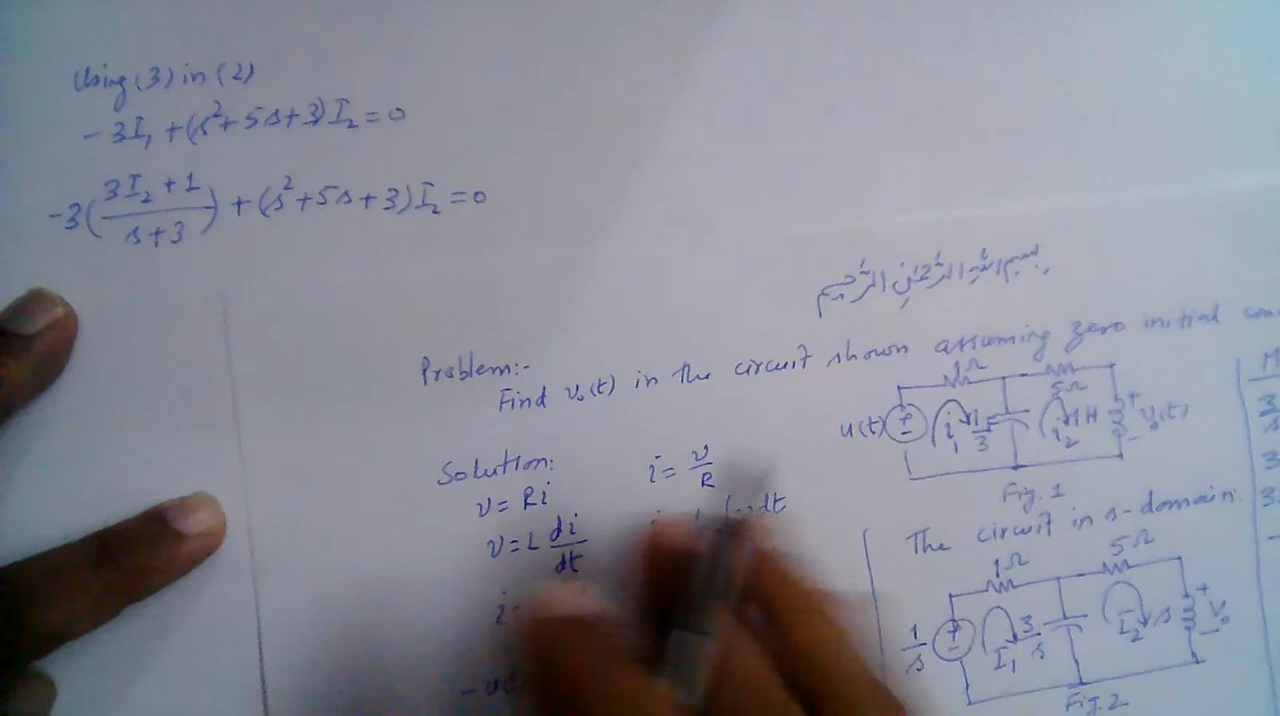 Using (3) in (2)
-3I₁ + (s² + 5s + 3) I₂ = 0
-3(3I₂ + 1 / s + 3) + (s² + 5s + 3) I₂ = 0
بسم الله الرحمن الرحيم
Problem:-
Find v₀(t) in the circuit shown assuming zero initial
1Ω
5Ω
u(t)
+
-
i₁
1/3
i₂
1H
+
v₀(t)
-
Fig. 1
Solution:
v = Ri
i = v/R
v = L di/dt
dt
The circuit in s-domain.
1Ω
5Ω
1/s
+
-
I₁
3/s
I₂
s
+
V₀
-
Fig. 2